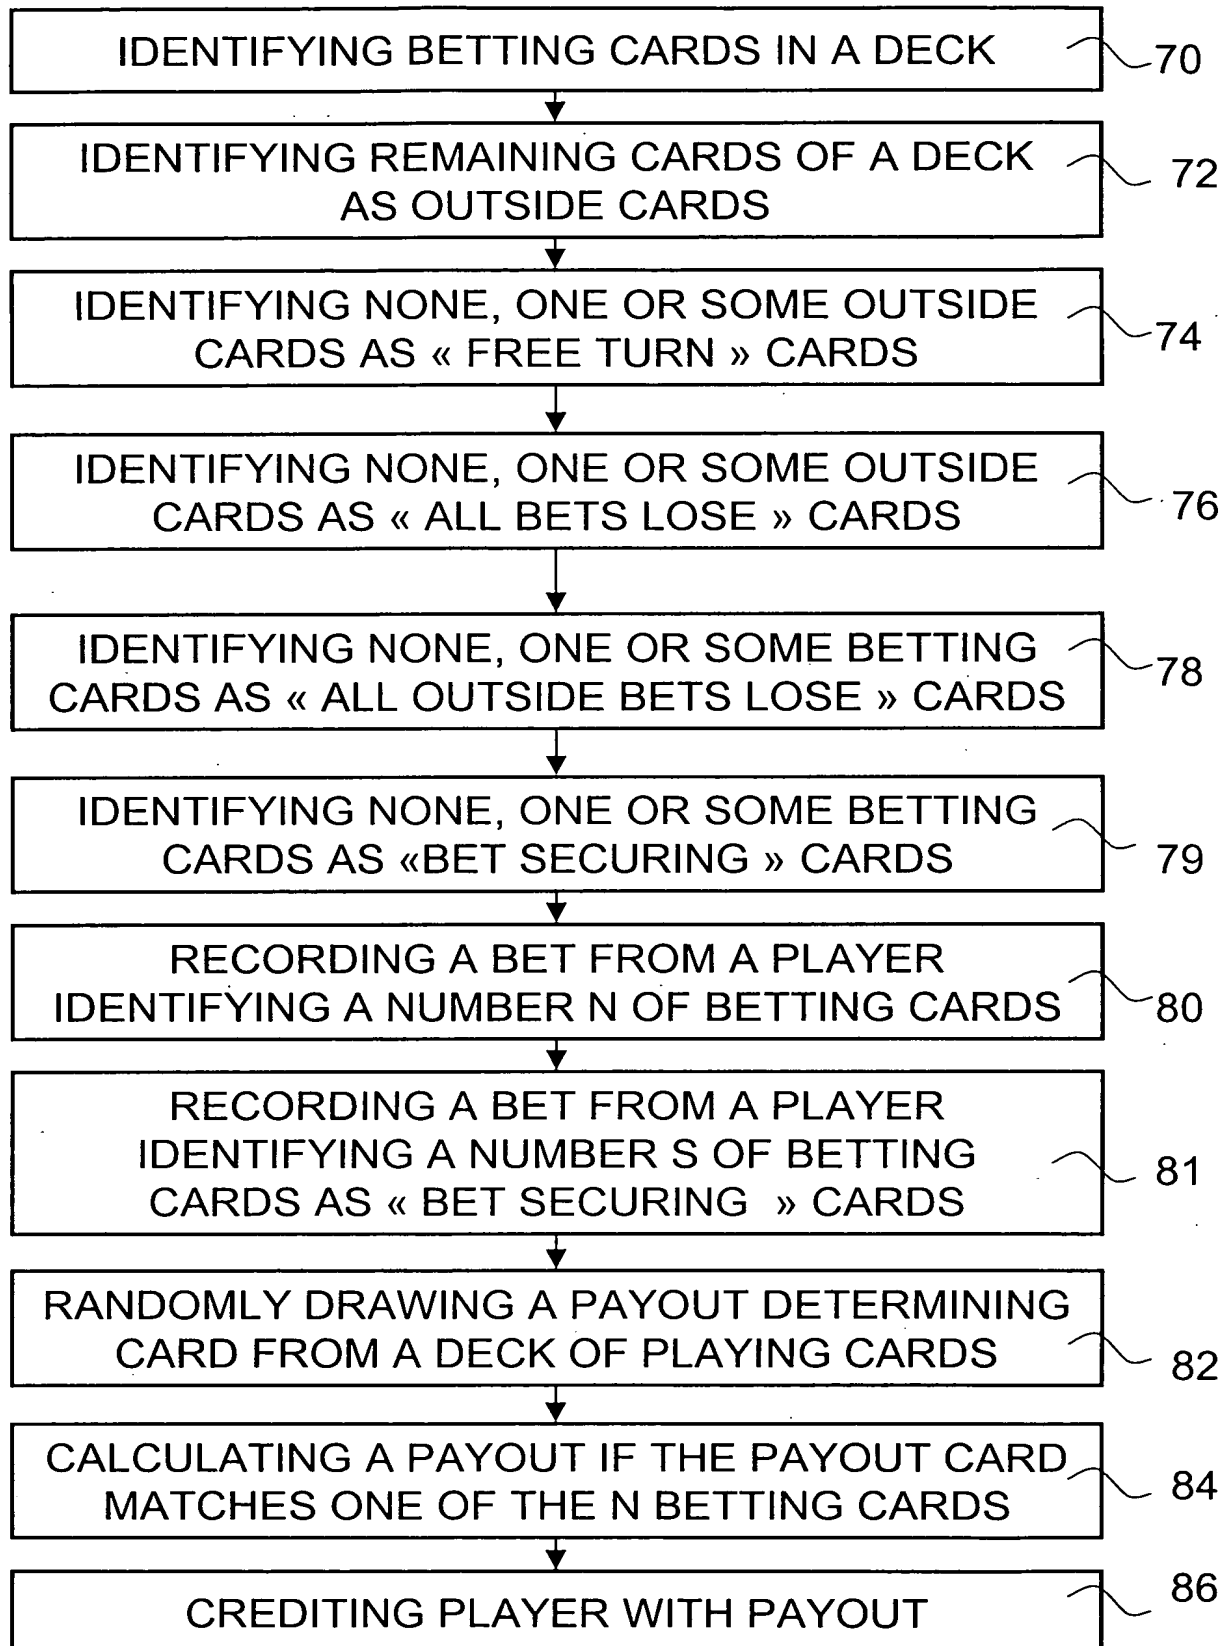 IDENTIFYING BETTING CARDS IN A DECK
70
IDENTIFYING REMAINING CARDS OF A DECK
AS OUTSIDE CARDS
72
IDENTIFYING NONE, ONE OR SOME OUTSIDE
CARDS AS « FREE TURN » CARDS
74
IDENTIFYING NONE, ONE OR SOME OUTSIDE
CARDS AS « ALL BETS LOSE » CARDS
76
IDENTIFYING NONE, ONE OR SOME BETTING
CARDS AS « ALL OUTSIDE BETS LOSE » CARDS
78
IDENTIFYING NONE, ONE OR SOME BETTING
CARDS AS «BET SECURING » CARDS
79
RECORDING A BET FROM A PLAYER
IDENTIFYING A NUMBER N OF BETTING CARDS
80
RECORDING A BET FROM A PLAYER
IDENTIFYING A NUMBER S OF BETTING
CARDS AS « BET SECURING » CARDS
81
RANDOMLY DRAWING A PAYOUT DETERMINING
CARD FROM A DECK OF PLAYING CARDS
82
CALCULATING A PAYOUT IF THE PAYOUT CARD
MATCHES ONE OF THE N BETTING CARDS
84
CREDITING PLAYER WITH PAYOUT
86